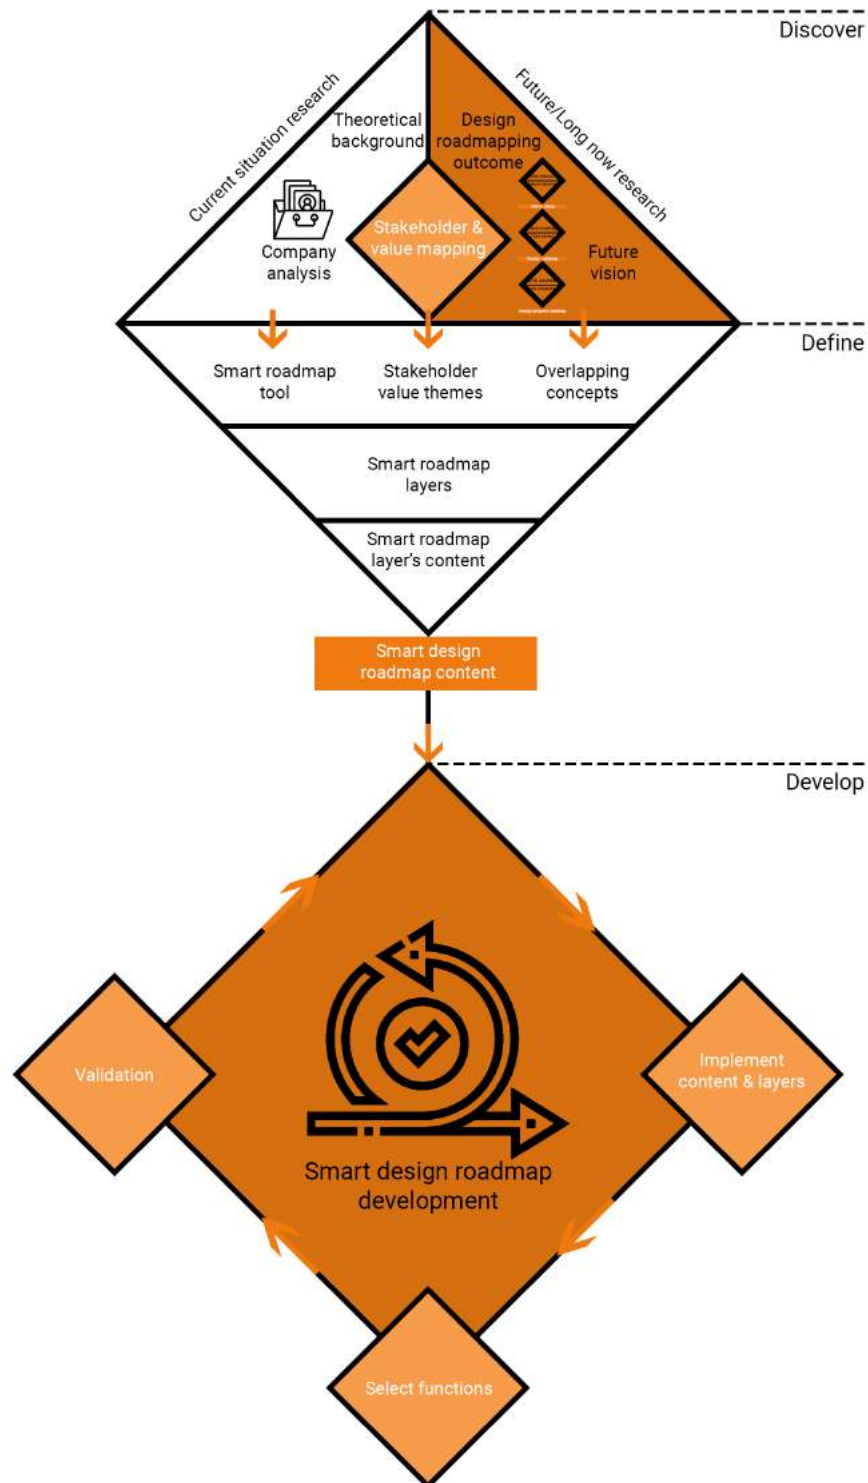 Discover
Current situation research
Future/Long now research
Theoretical
background
Design
roadmapping
outcome
Stakeholder &
value mapping
Company
analysis
Future
vision
Define
Smart roadmap
tool
Stakeholder
value themes
Overlapping
concepts
Smart roadmap
layers
Smart roadmap
layer's content
Smart design
roadmap content
Develop
Validation
Implement
content & layers
Smart design roadmap
development
Select functions